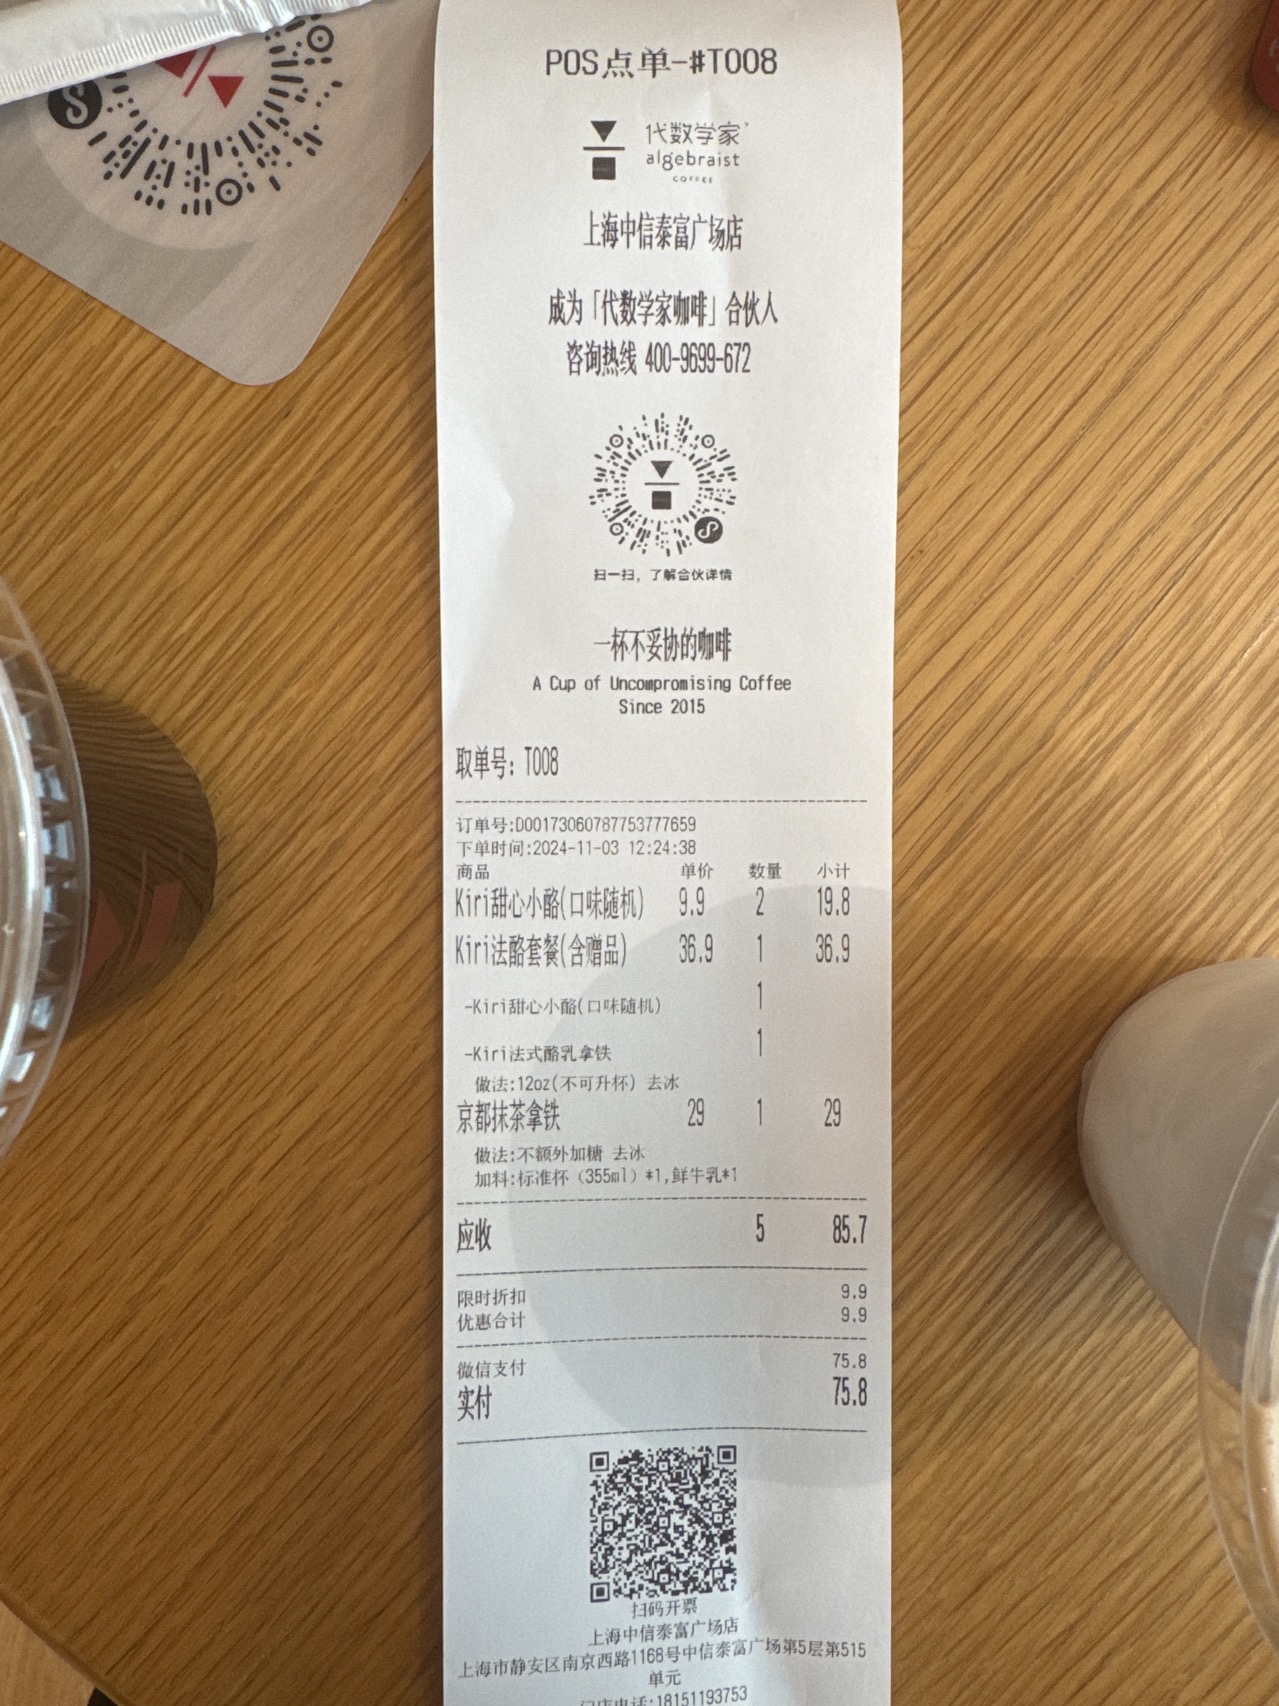 POS点单-#T008
代数学家
algebraist
COFFEE
上海中信泰富广场店
成为「代数学家咖啡」合伙人
咨询热线 400-9699-672
扫一扫，了解合伙详情
一杯不妥协的咖啡
A Cup of Uncompromising Coffee
Since 2015
取单号: T008
订单号:D00173060787753777659
下单时间:2024-11-03 12:24:38
商品 单价 数量 小计
Kiri甜心小酪(口味随机) 9.9 2 19.8
Kiri法酪套餐(含赠品) 36.9 1 36.9
-Kiri甜心小酪(口味随机) 1
-Kiri法式酪乳拿铁 1
做法:12oz(不可升杯) 去冰
京都抹茶拿铁 29 1 29
做法:不额外加糖 去冰
加料:标准杯（355ml）*1,鲜牛乳*1
应收 5 85.7
限时折扣 9.9
优惠合计 9.9
微信支付 75.8
实付 75.8
扫码开票
上海中信泰富广场店
上海市静安区南京西路1168号中信泰富广场第5层第515
单元
门店电话:18151193753